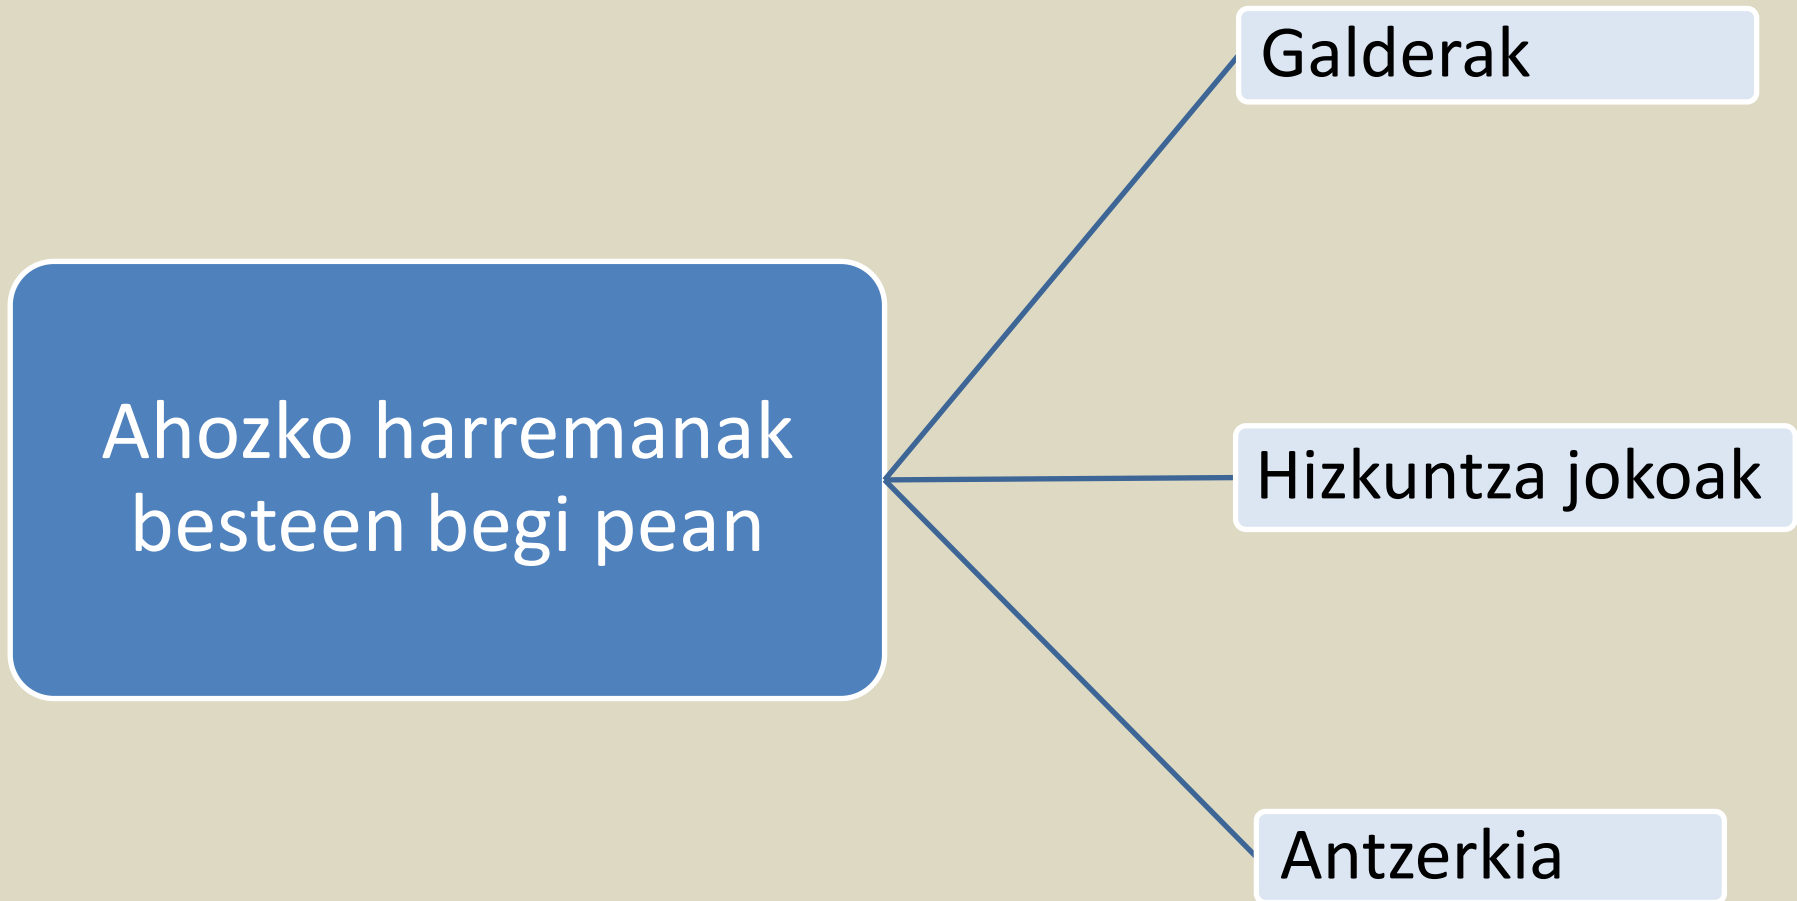 Galderak
Ahozko harremanak
besteen begi pean
Hizkuntza jokoak
Antzerkia